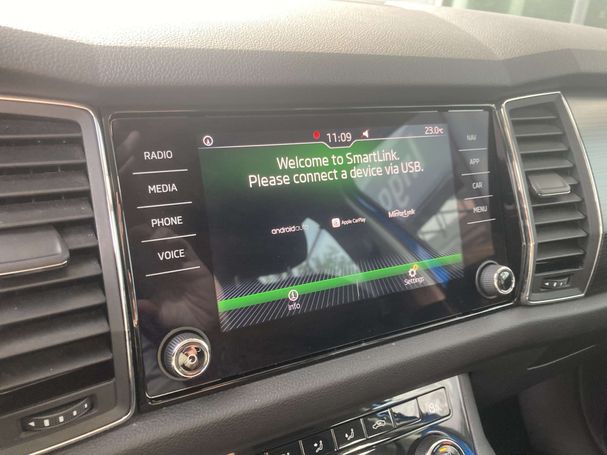 11:09
23.0°C
RADIO
MEDIA
PHONE
VOICE
Welcome to SmartLink.
Please connect a device via USB.
androidauto
Apple CarPlay
MirrorLink
Info
Settings
NAV
APP
CAR
MENU